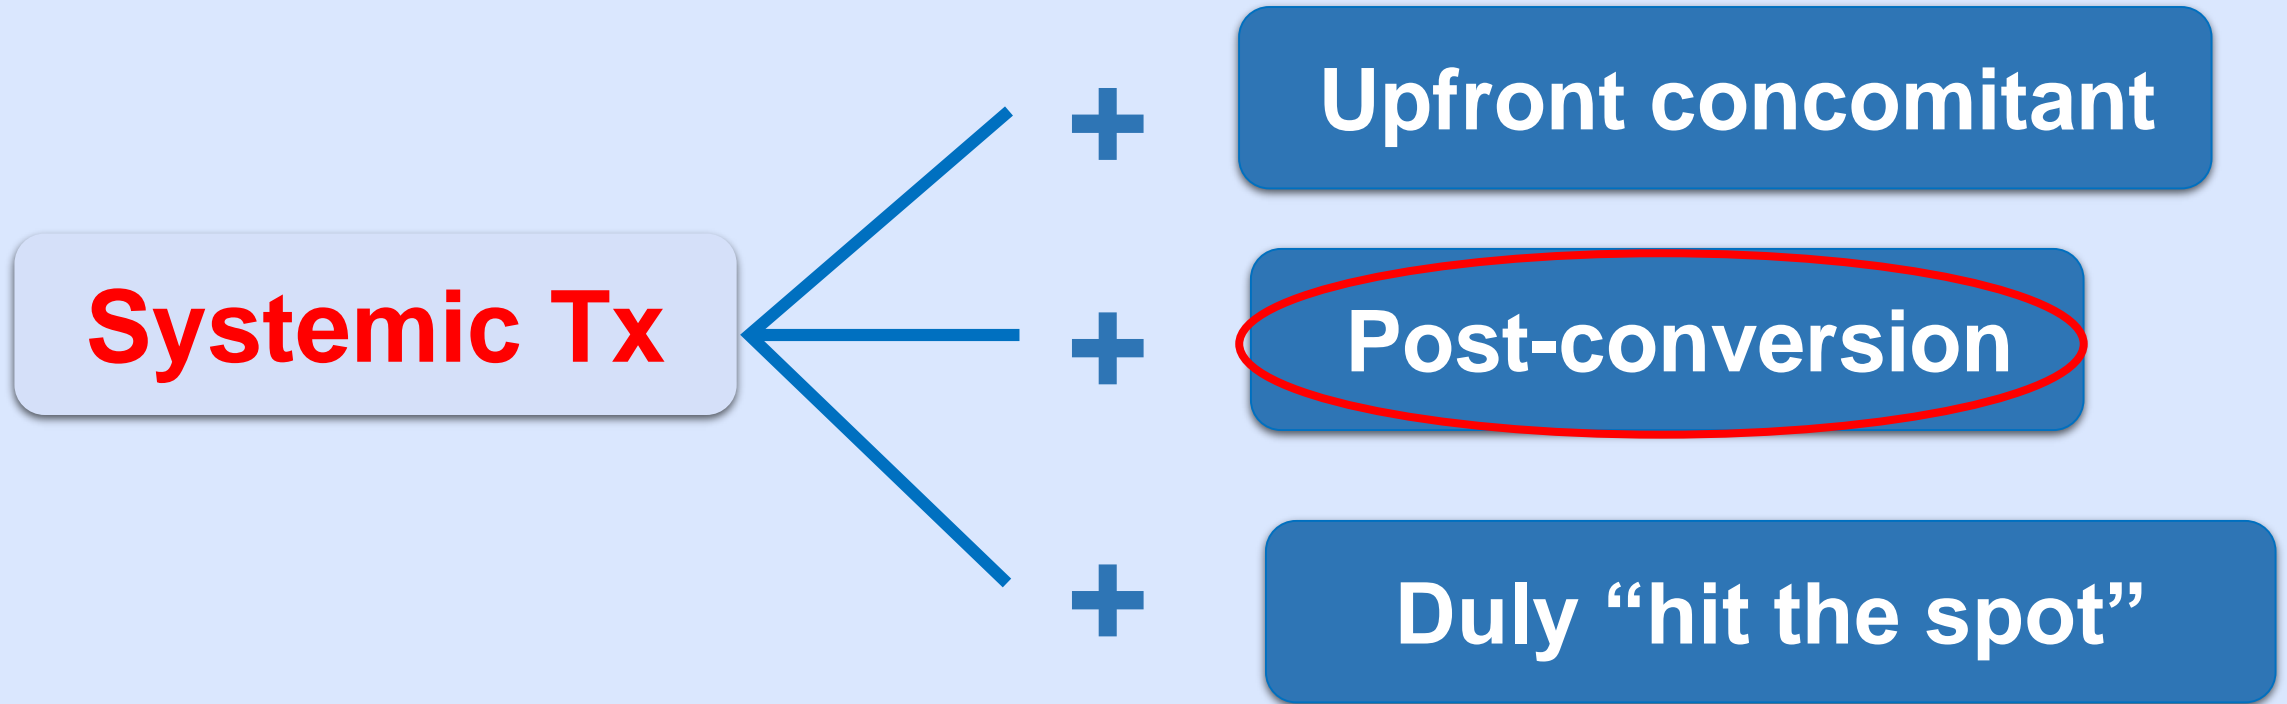 + Upfront concomitant
Systemic Tx + Post-conversion
+ Duly “hit the spot”